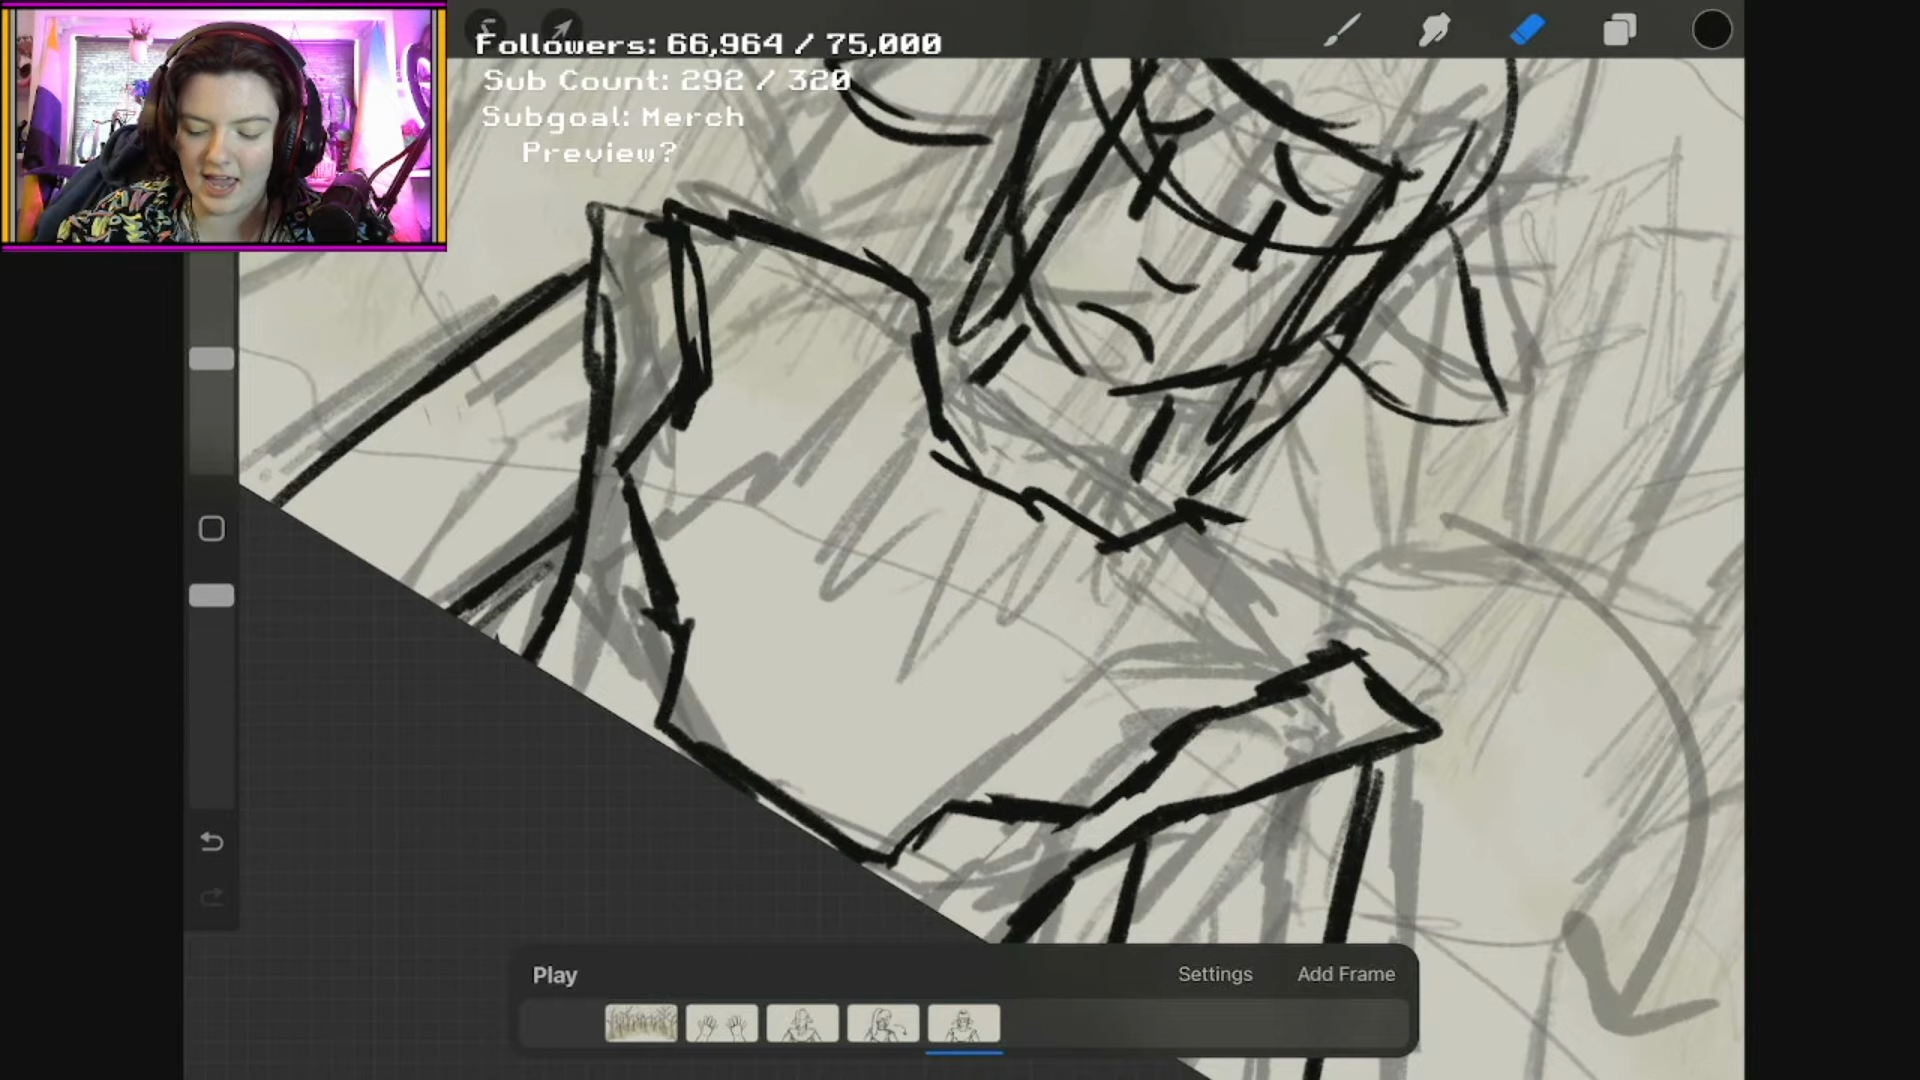 Followers: 66,964 / 75,000
Sub Count: 292 / 320
Subgoal: Merch
Preview?
Play
Settings
Add Frame